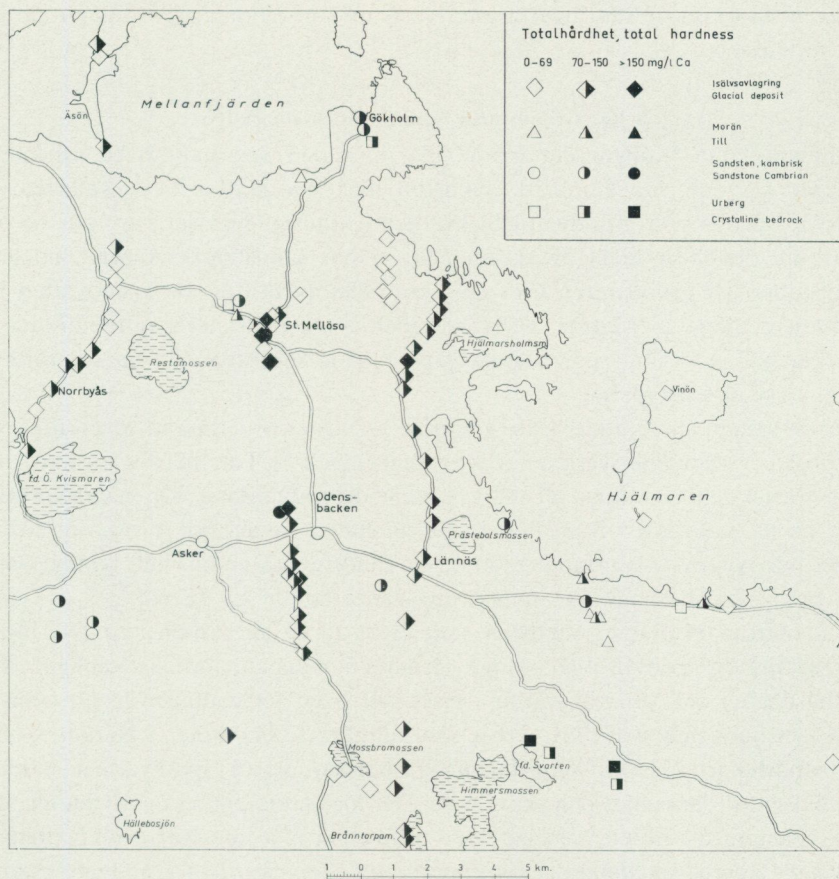 Totalhårdhet, total hardness
0-69 70-150 >150 mg/l Ca
Isälvsavlagring
Glacial deposit
Morän
Till
Sandsten, kambrisk
Sandstone Cambrian
Urberg
Crystalline bedrock
Mellanfjärden
Äsön
Gökholm
St. Mellösa
Hjälmarsholmsm.
Restamossen
Norrbyås
Vinön
fd. Ö. Kvismaren
Hjälmaren
Odens-
backen
Prästebolsmossen
Asker
Lännäs
Mossbromossen
fd. Svarten
Himmersmossen
Hällebosjön
Brånntorpam.
1 0 1 2 3 4 5 km.